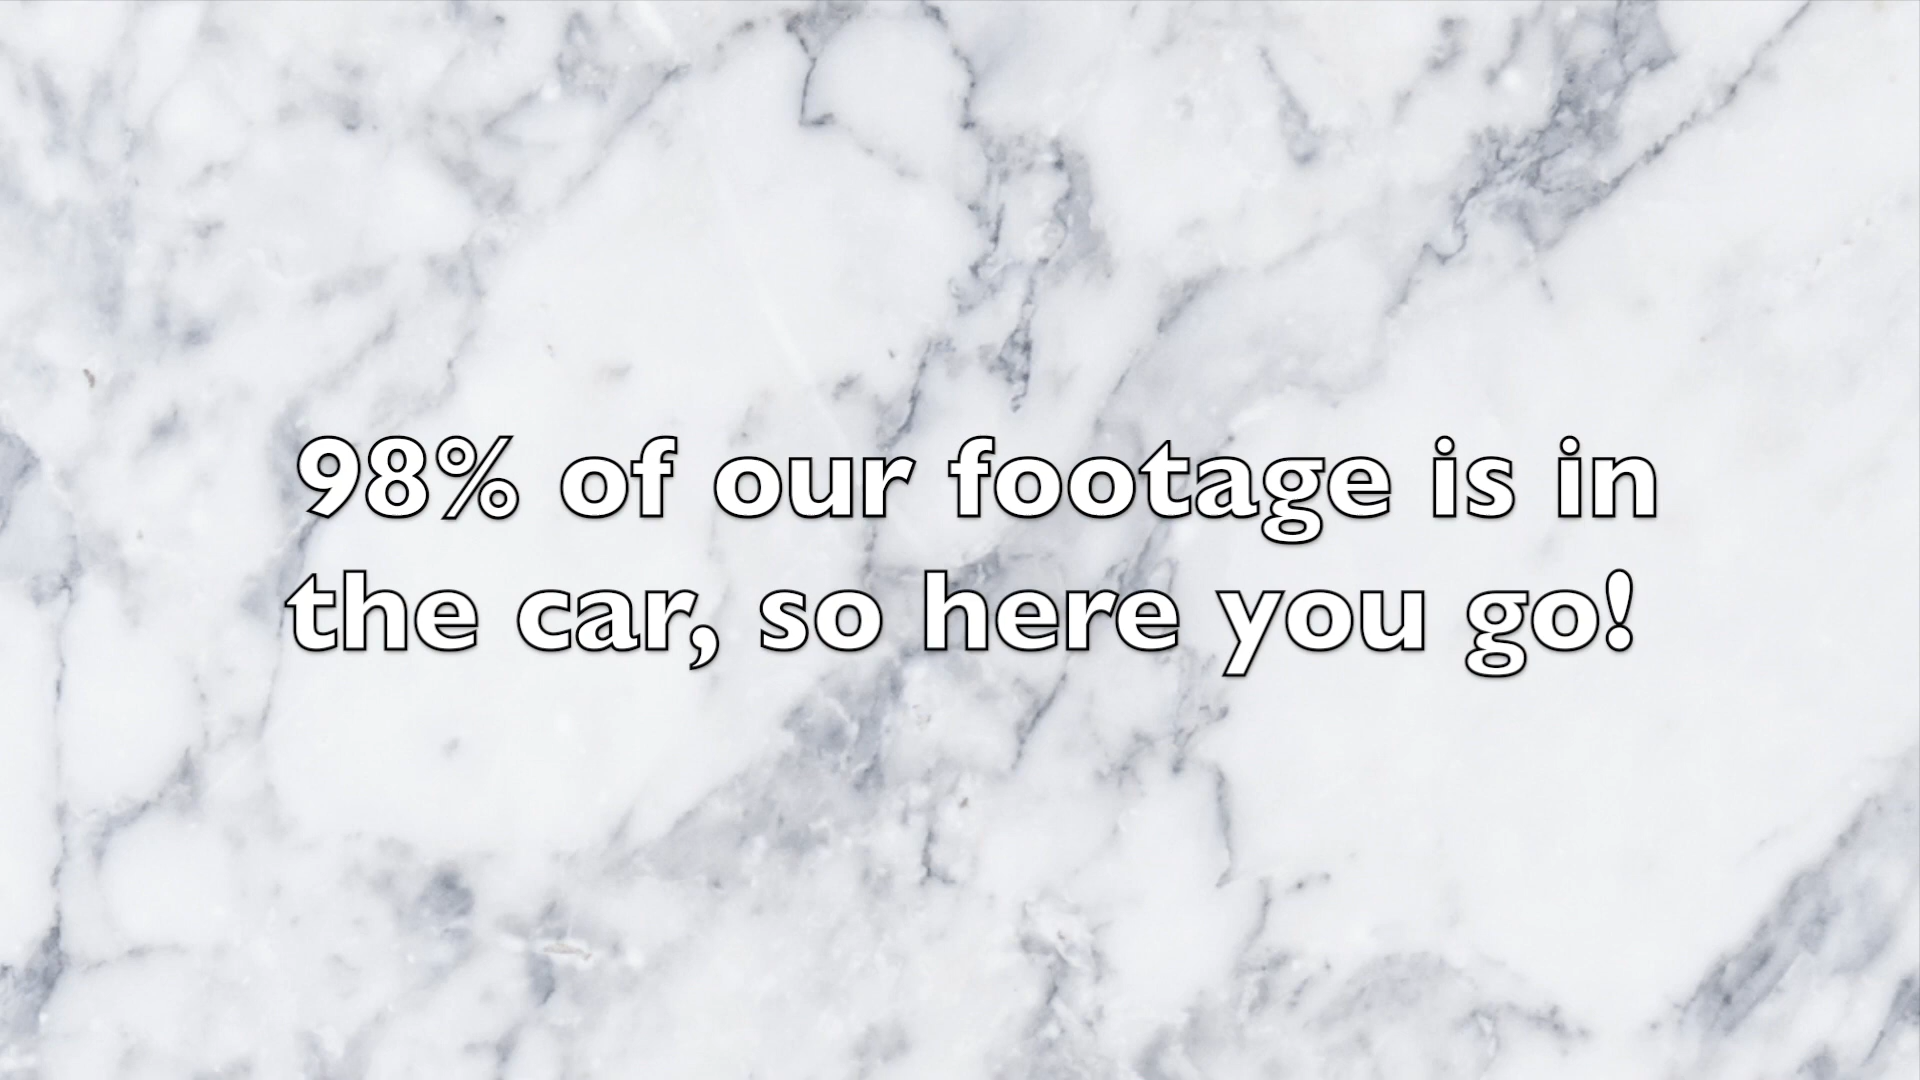 98% of our footage is in
the car, so here you go!